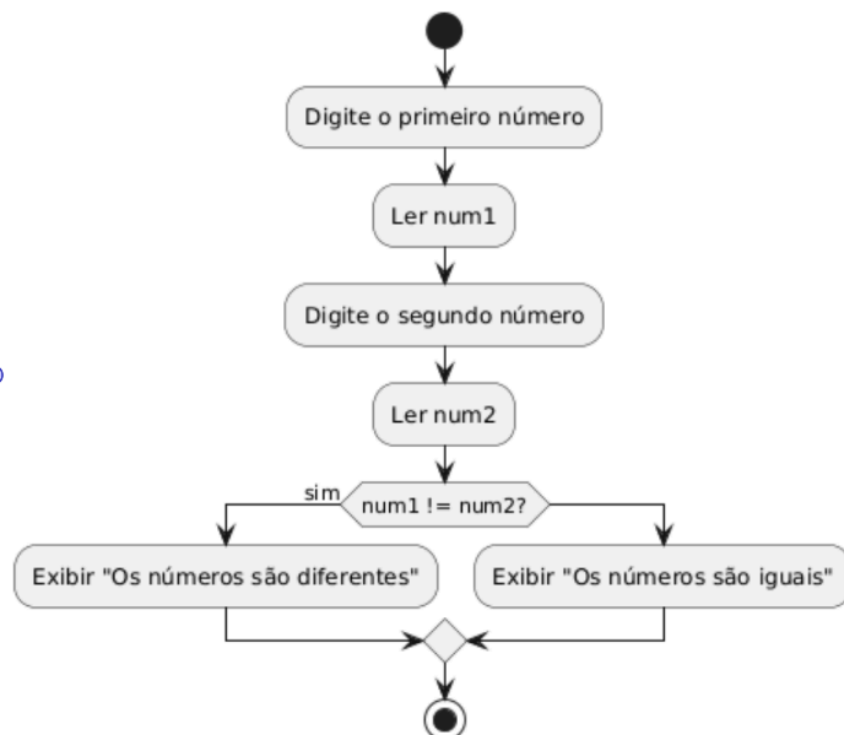 Digite o primeiro número
Ler num1
Digite o segundo número
Ler num2
sim
num1 != num2?
Exibir "Os números são diferentes"
Exibir "Os números são iguais"